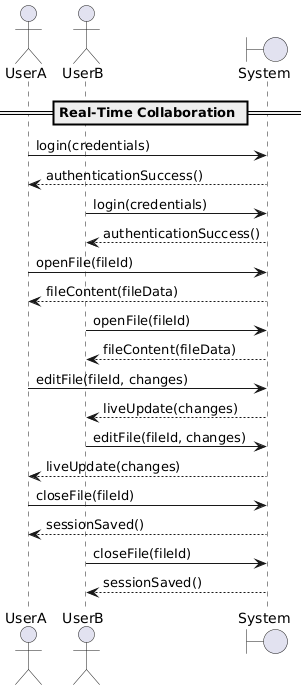 UserA UserB System
Real-Time Collaboration
login(credentials)
authenticationSuccess()
login(credentials)
authenticationSuccess()
openFile(fileId)
fileContent(fileData)
openFile(fileId)
fileContent(fileData)
editFile(fileId, changes)
liveUpdate(changes)
editFile(fileId, changes)
liveUpdate(changes)
closeFile(fileId)
sessionSaved()
closeFile(fileId)
sessionSaved()
UserA UserB System